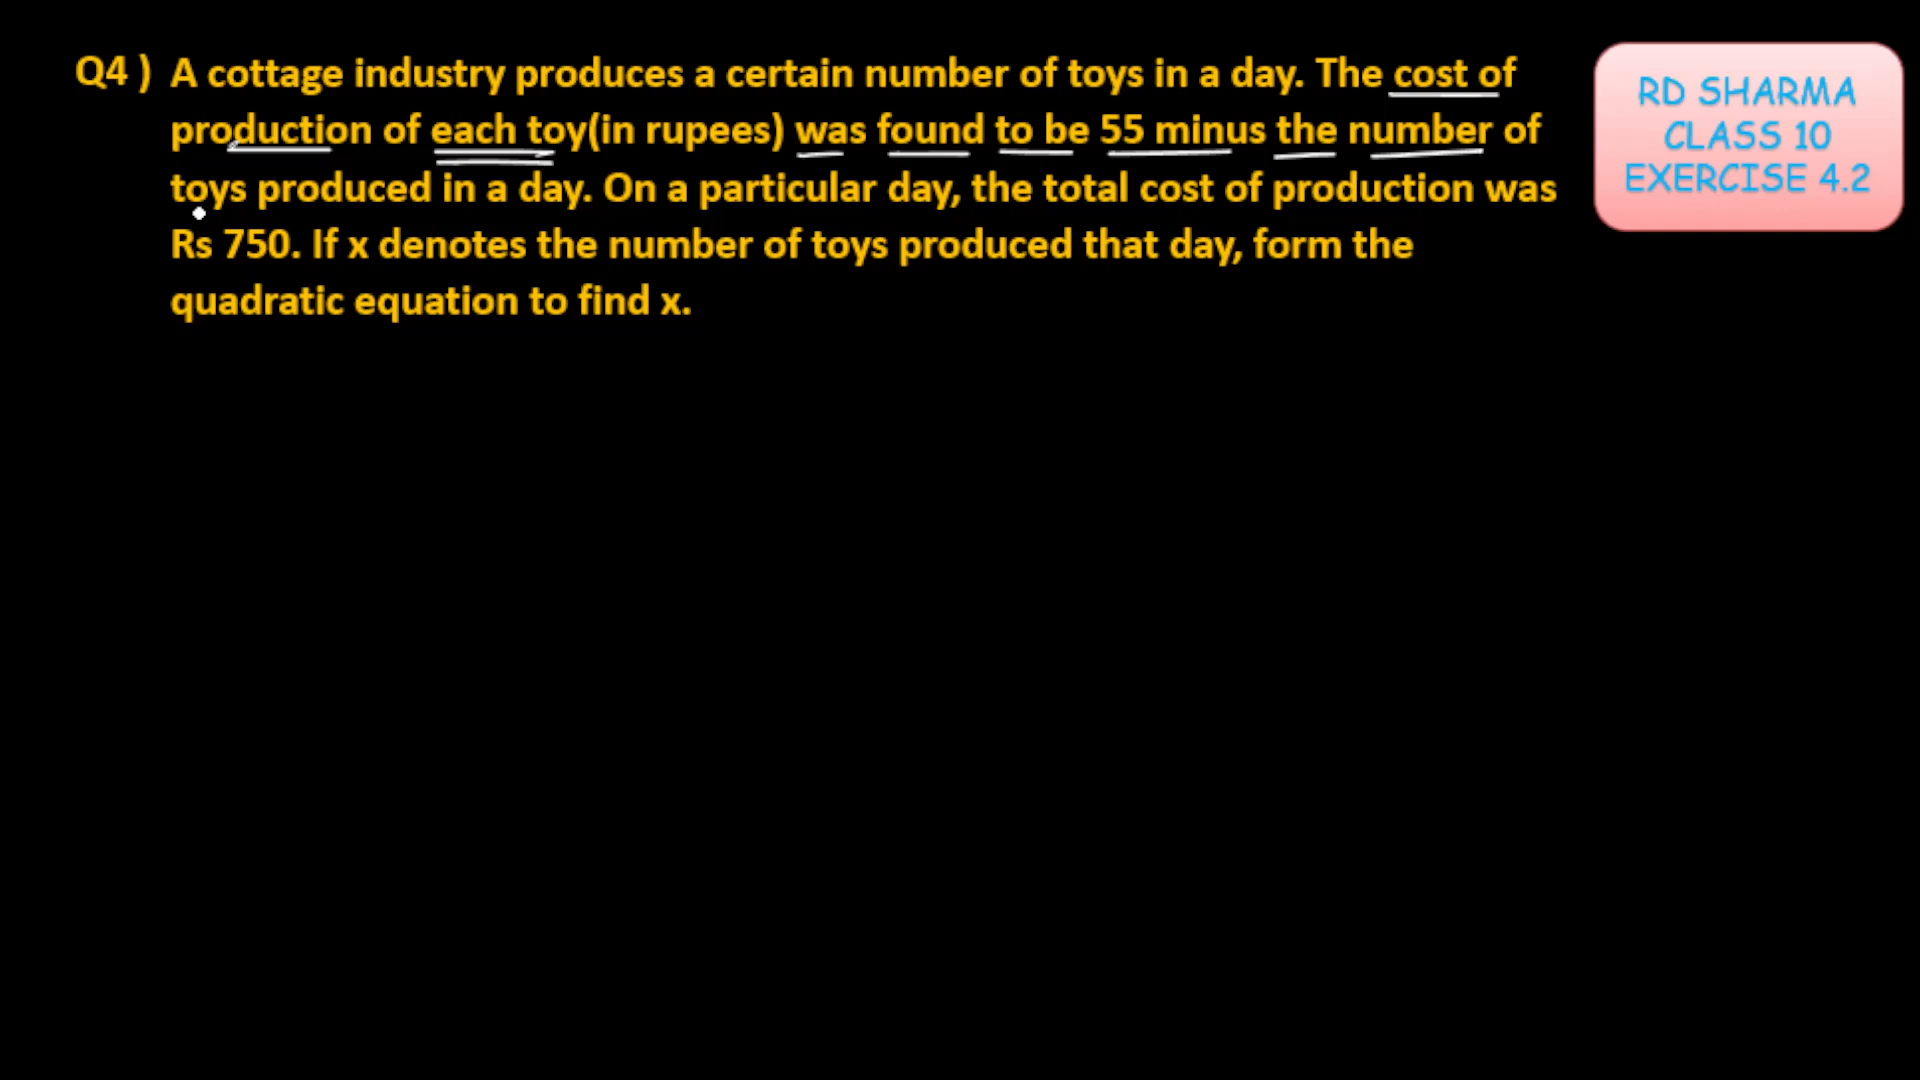 Q4 ) A cottage industry produces a certain number of toys in a day. The cost of
production of each toy(in rupees) was found to be 55 minus the number of
toys produced in a day. On a particular day, the total cost of production was
Rs 750. If x denotes the number of toys produced that day, form the
quadratic equation to find x.
RD SHARMA
CLASS 10
EXERCISE 4.2